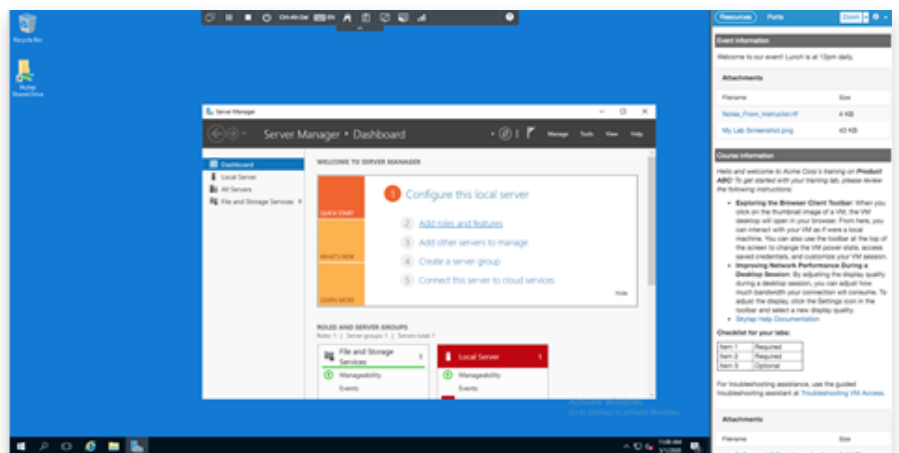 Resources Ports Zoom
Event information
Welcome to our event! Lunch is at 12pm daily.
Attachments
Filename Size
Notes_From_Instructor.rtf 4 KB
My Lab Screenshot.png 43 KB
Course information
Hello and welcome to Acme Corp's training on Product
ABC! To get started with your training lab, please review
the following instructions:
• Exploring the Browser Client Toolbar: When you
click on the thumbnail image of a VM, the VM
desktop will open in your browser. From here, you
can interact with your VM as if were a local
machine. You can also use the toolbar at the top of
the screen to change the VM power state, access
saved credentials, and customize your VM session.
• Improving Network Performance During a
Desktop Session: By adjusting the display quality
during a desktop session, you can adjust how
much bandwidth your connection will consume. To
adjust the display, click the Settings icon in the
toolbar and select a new display quality.
• Skytap Help Documentation
Checklist for your labs:
Item 1 Required
Item 2 Required
Item 3 Optional
For troubleshooting assistance, use the guided
troubleshooting assistant at Troubleshooting VM Access.
Attachments
Filename Size
Recycle Bin
Skytap
Shared Drive
Server Manager
Server Manager • Dashboard
Manage Tools View Help
Dashboard
Local Server
All Servers
File and Storage Services
WELCOME TO SERVER MANAGER
QUICK START
WHAT'S NEW
LEARN MORE
1 Configure this local server
2 Add roles and features
3 Add other servers to manage
4 Create a server group
5 Connect this server to cloud services
Hide
ROLES AND SERVER GROUPS
Roles: 1 | Server groups: 1 | Servers total: 1
File and Storage
Services
1
Manageability
Events
Local Server 1
Manageability
Events
Activate Windows
Go to Settings to activate Windows.